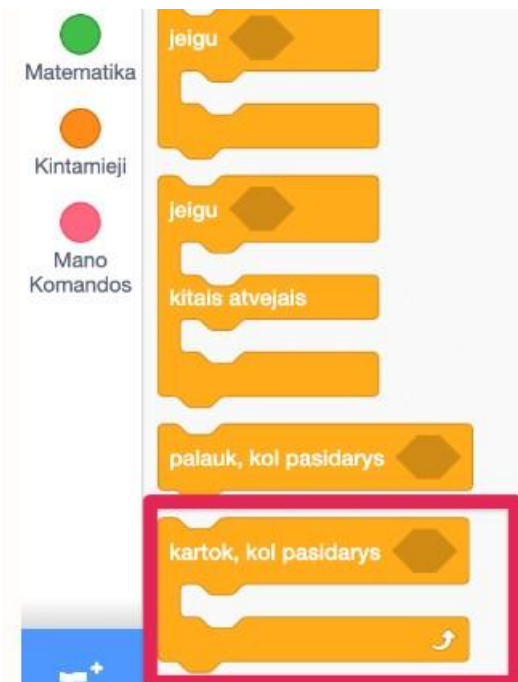 Matematika
Kintamieji
Mano
Komandos
jeigu
jeigu
kitais atvejais
palauk, kol pasidarys
kartok, kol pasidarys